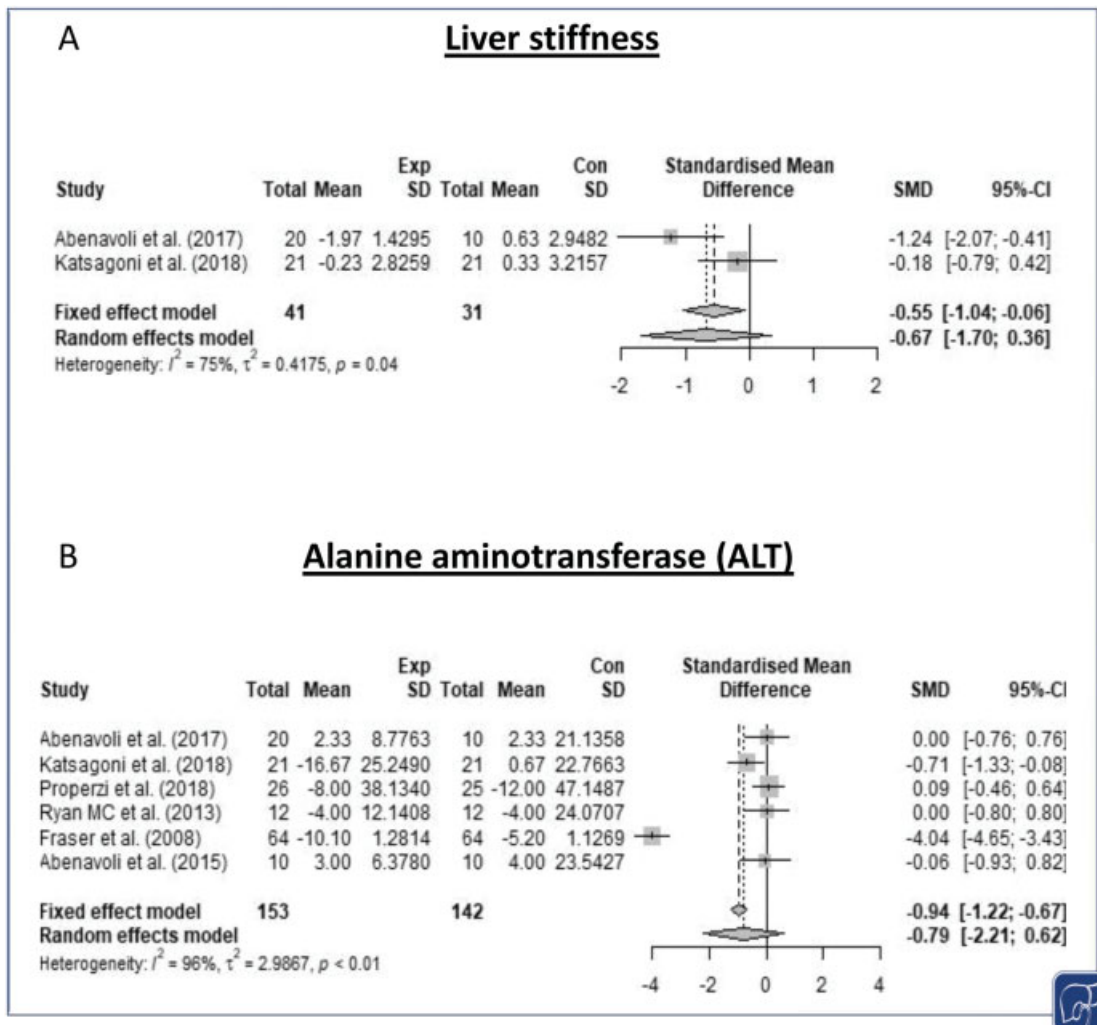 A
Liver stiffness
Exp Con Standardised Mean
Study Total Mean SD Total Mean SD Difference SMD 95%-CI
Abenavoli et al. (2017) 20 -1.97 1.4295 10 0.63 2.9482 -1.24 [-2.07; -0.41]
Katsagoni et al. (2018) 21 -0.23 2.8259 21 0.33 3.2157 -0.18 [-0.79; 0.42]
Fixed effect model 41 31 -0.55 [-1.04; -0.06]
Random effects model -0.67 [-1.70; 0.36]
Heterogeneity: I² = 75%, τ² = 0.4175, p = 0.04
-2 -1 0 1 2
B
Alanine aminotransferase (ALT)
Exp Con Standardised Mean
Study Total Mean SD Total Mean SD Difference SMD 95%-CI
Abenavoli et al. (2017) 20 2.33 8.7763 10 2.33 21.1358 0.00 [-0.76; 0.76]
Katsagoni et al. (2018) 21 -16.67 25.2490 21 0.67 22.7663 -0.71 [-1.33; -0.08]
Properzi et al. (2018) 26 -8.00 38.1340 25 -12.00 47.1487 0.09 [-0.46; 0.64]
Ryan MC et al. (2013) 12 -4.00 12.1408 12 -4.00 24.0707 0.00 [-0.80; 0.80]
Fraser et al. (2008) 64 -10.10 1.2814 64 -5.20 1.1269 -4.04 [-4.65; -3.43]
Abenavoli et al. (2015) 10 3.00 6.3780 10 4.00 23.5427 -0.06 [-0.93; 0.82]
Fixed effect model 153 142 -0.94 [-1.22; -0.67]
Random effects model -0.79 [-2.21; 0.62]
Heterogeneity: I² = 96%, τ² = 2.9867, p < 0.01
-4 -2 0 2 4